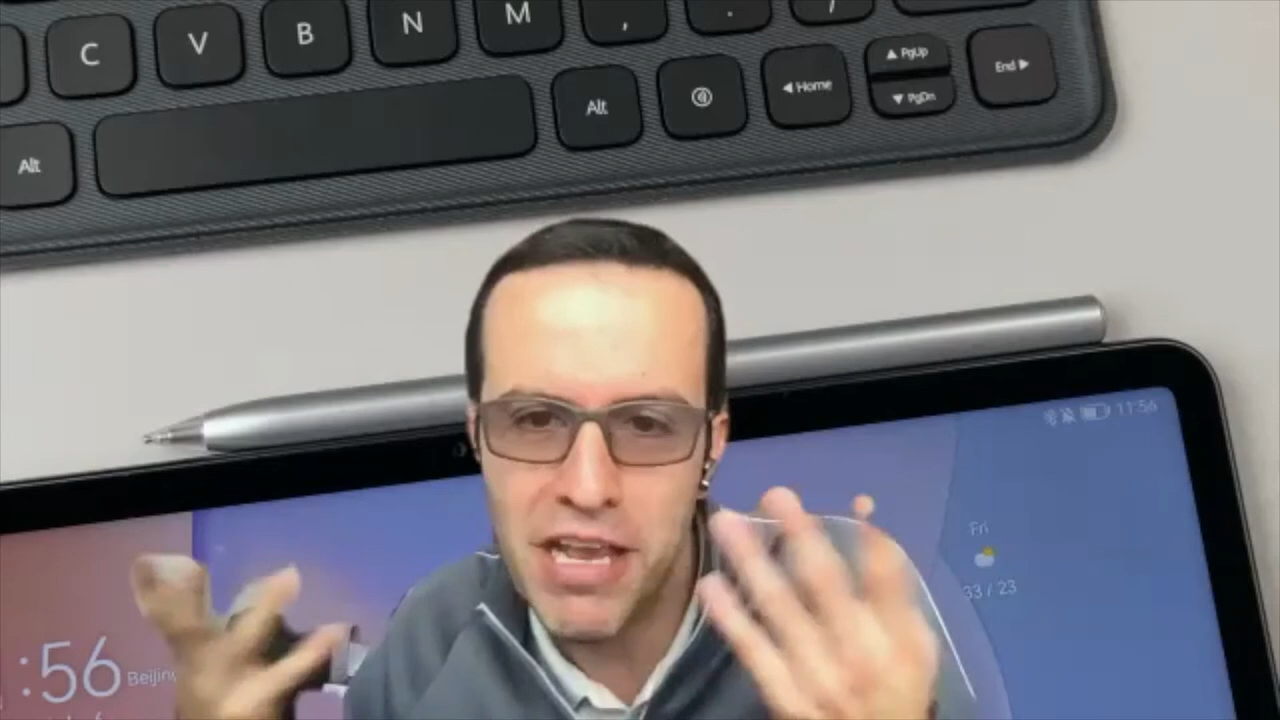 C V B N M , . /
Alt Alt ◀ Home ▲ PgUp End ▶
▼ PgDn
11:56
Fri
33 / 23
:56 Beijing